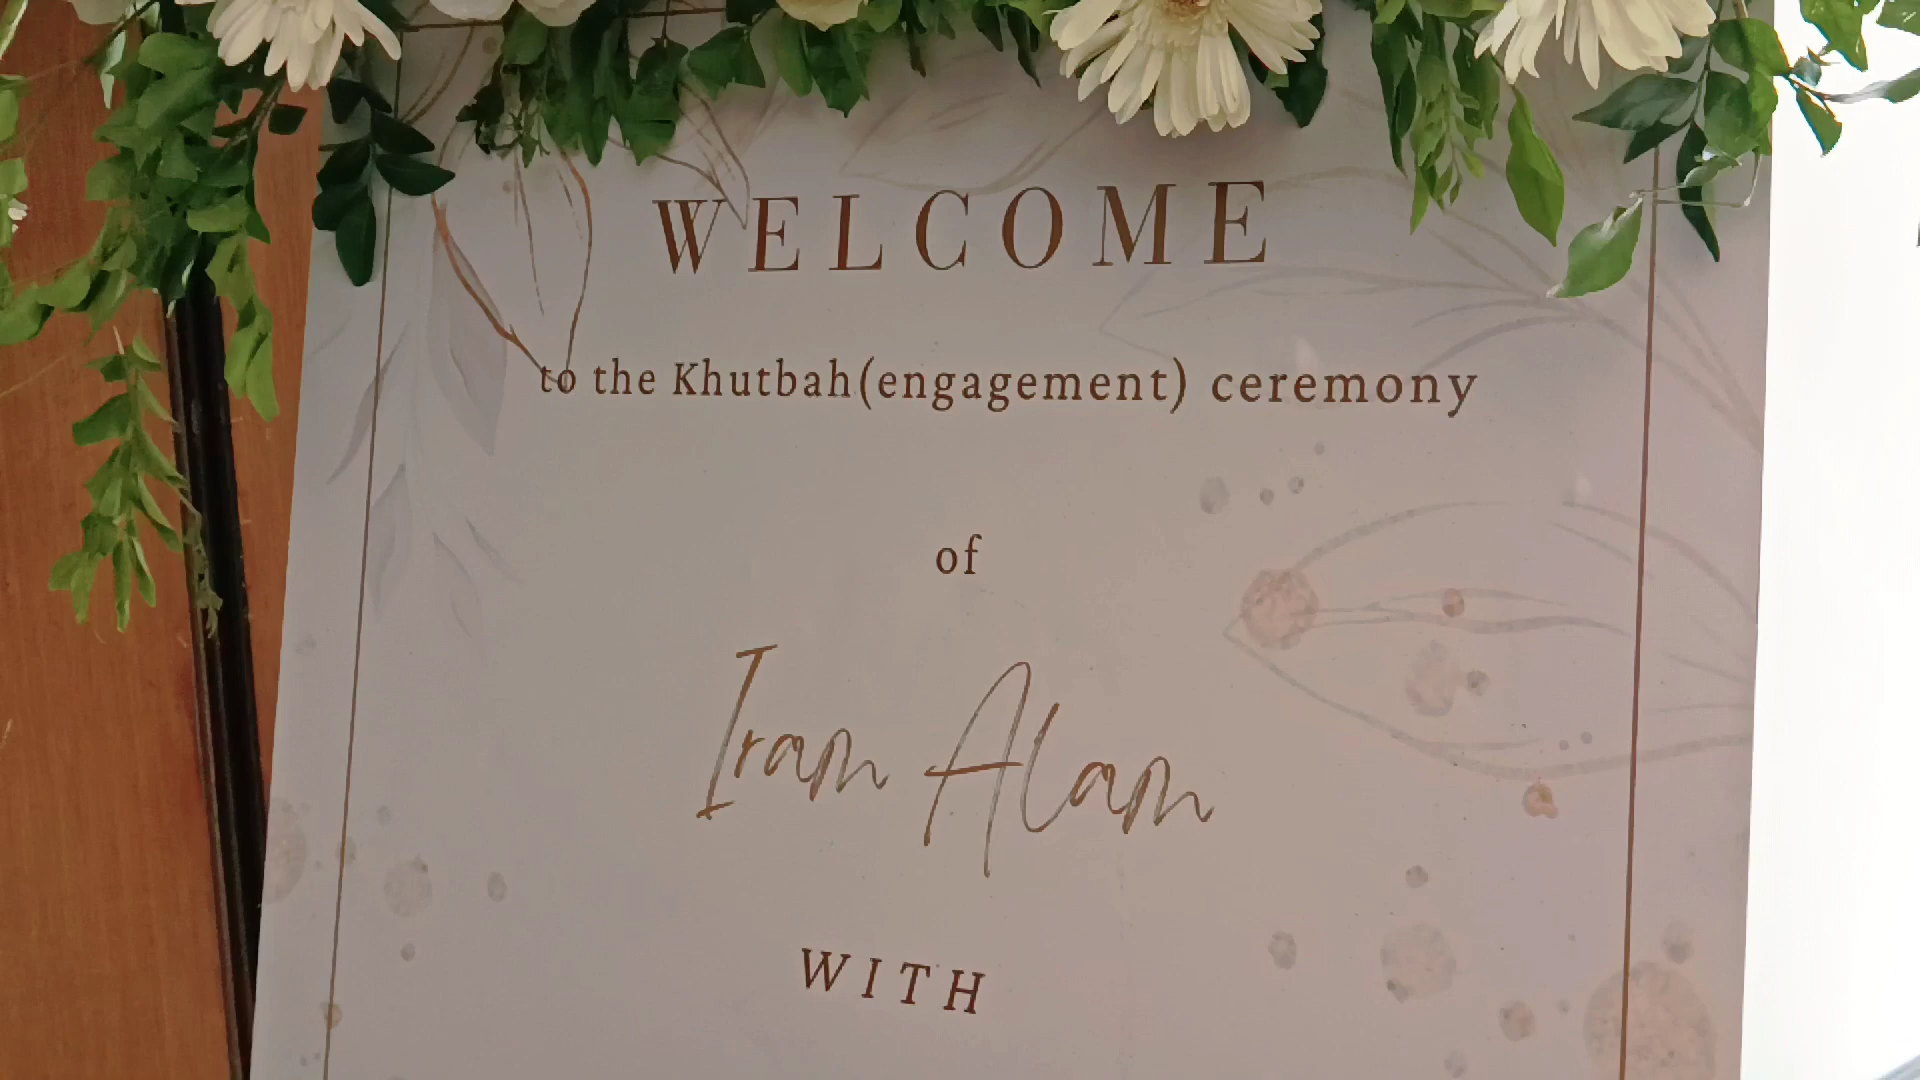 WELCOME
to the Khutbah(engagement) ceremony
of
Iram Alam
WITH